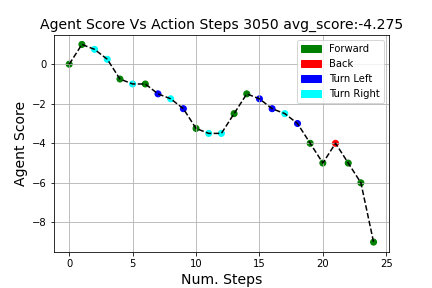 Agent Score Vs Action Steps 3050 avg_score:-4.275
Forward
Back
Turn Left
Turn Right
Agent Score
0
−2
−4
−6
−8
0 5 10 15 20 25
Num. Steps